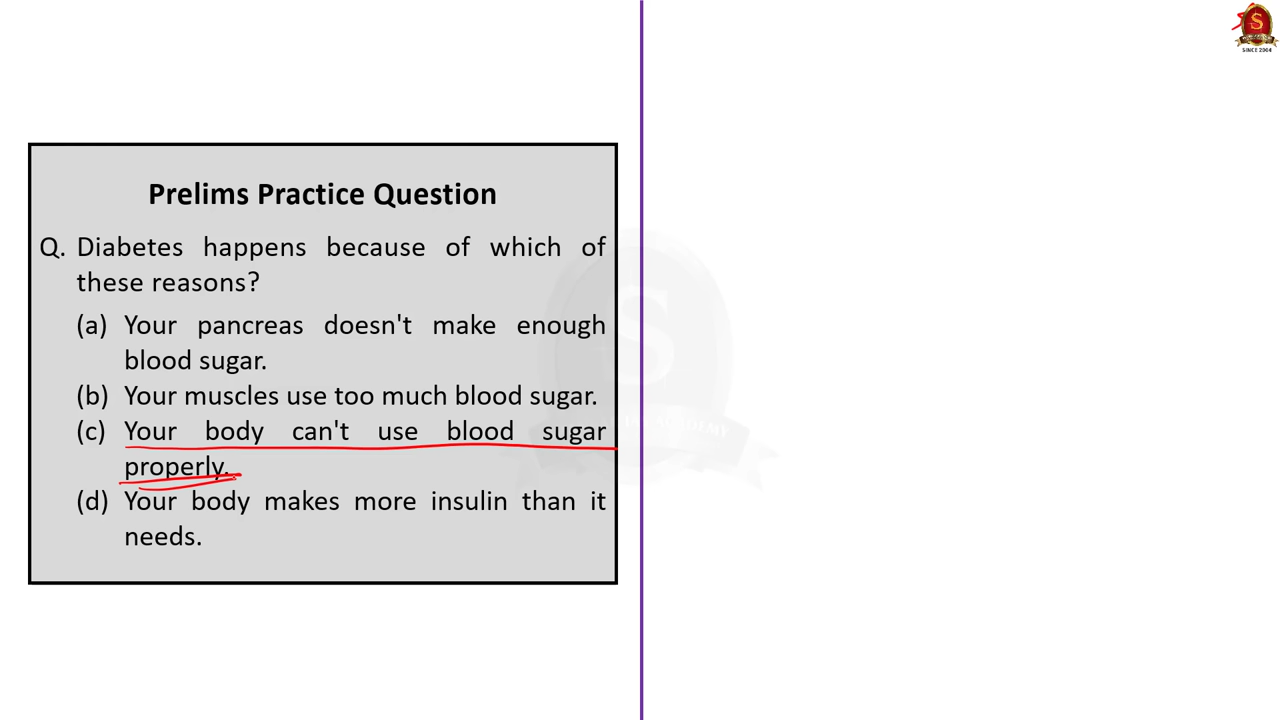 S
SINCE 2004
Prelims Practice Question
Q. Diabetes happens because of which of
these reasons?
(a) Your pancreas doesn't make enough
blood sugar.
(b) Your muscles use too much blood sugar.
(c) Your body can't use blood sugar
properly.
(d) Your body makes more insulin than it
needs.